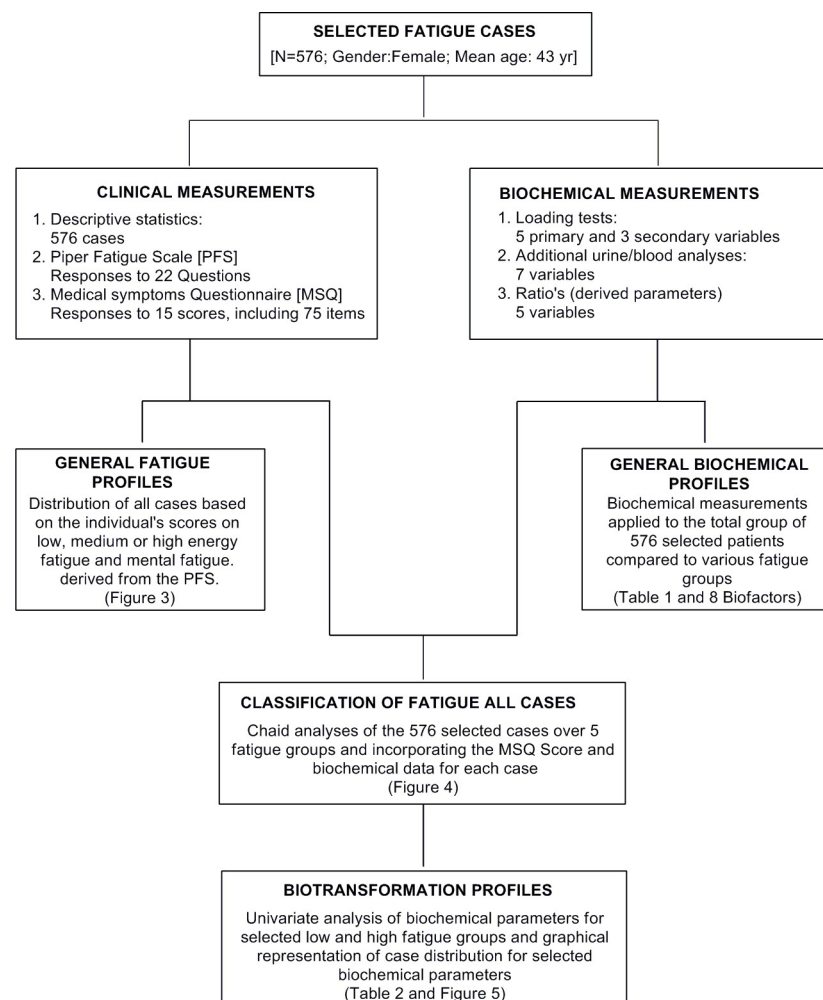 SELECTED FATIGUE CASES
[N=576; Gender:Female; Mean age: 43 yr]
CLINICAL MEASUREMENTS
1. Descriptive statistics:
576 cases
2. Piper Fatigue Scale [PFS]
Responses to 22 Questions
3. Medical symptoms Questionnaire [MSQ]
Responses to 15 scores, including 75 items
BIOCHEMICAL MEASUREMENTS
1. Loading tests:
5 primary and 3 secondary variables
2. Additional urine/blood analyses:
7 variables
3. Ratio's (derived parameters)
5 variables
GENERAL FATIGUE
PROFILES
Distribution of all cases based
on the individual's scores on
low, medium or high energy
fatigue and mental fatigue.
derived from the PFS.
(Figure 3)
GENERAL BIOCHEMICAL
PROFILES
Biochemical measurements
applied to the total group of
576 selected patients
compared to various fatigue
groups
(Table 1 and 8 Biofactors)
CLASSIFICATION OF FATIGUE ALL CASES
Chaid analyses of the 576 selected cases over 5
fatigue groups and incorporating the MSQ Score and
biochemical data for each case
(Figure 4)
BIOTRANSFORMATION PROFILES
Univariate analysis of biochemical parameters for
selected low and high fatigue groups and graphical
representation of case distribution for selected
biochemical parameters
(Table 2 and Figure 5)